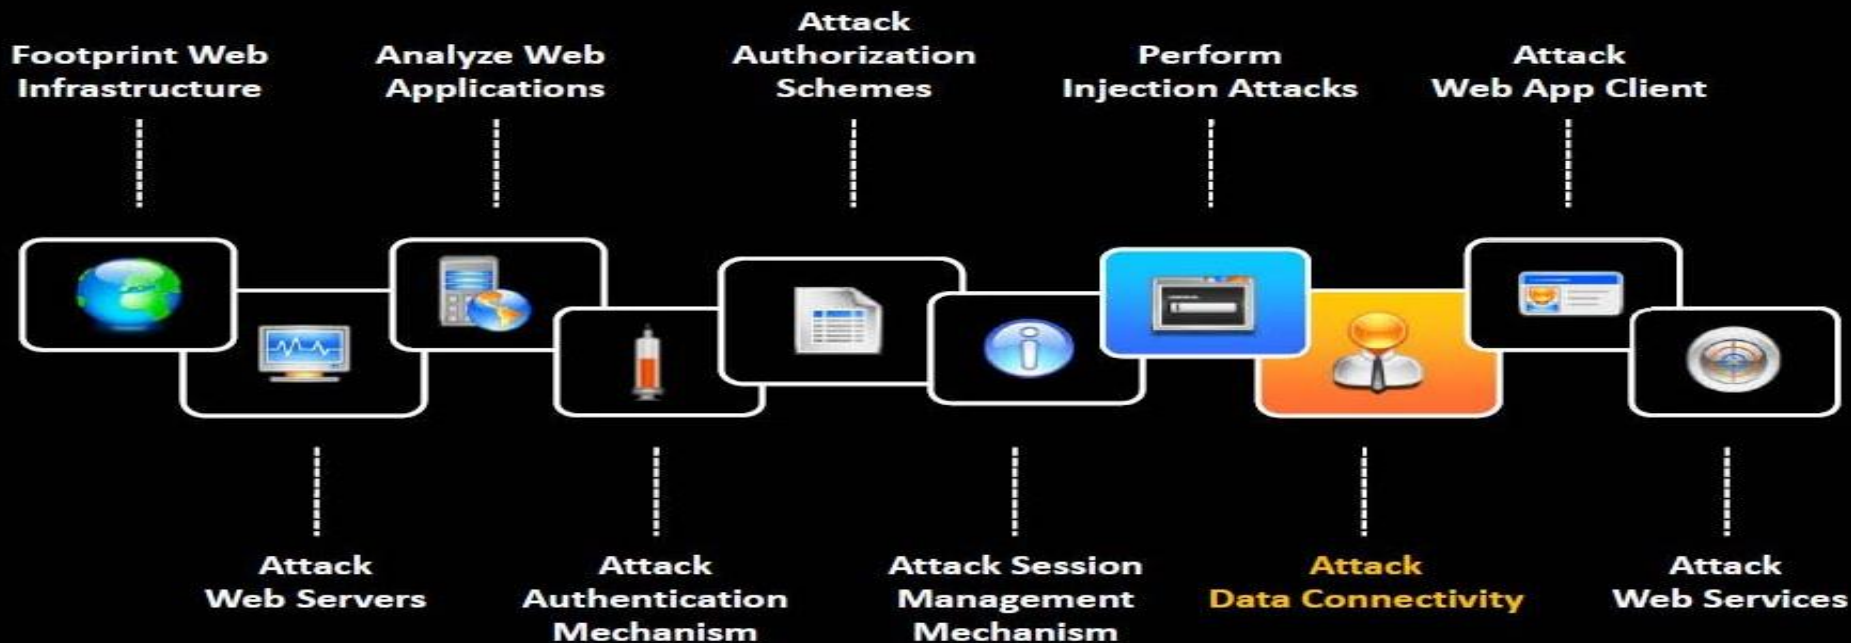 Footprint Web
Infrastructure
Analyze Web
Applications
Attack
Authorization
Schemes
Perform
Injection Attacks
Attack
Web App Client
Attack
Web Servers
Attack
Authentication
Mechanism
Attack Session
Management
Mechanism
Attack
Data Connectivity
Attack
Web Services